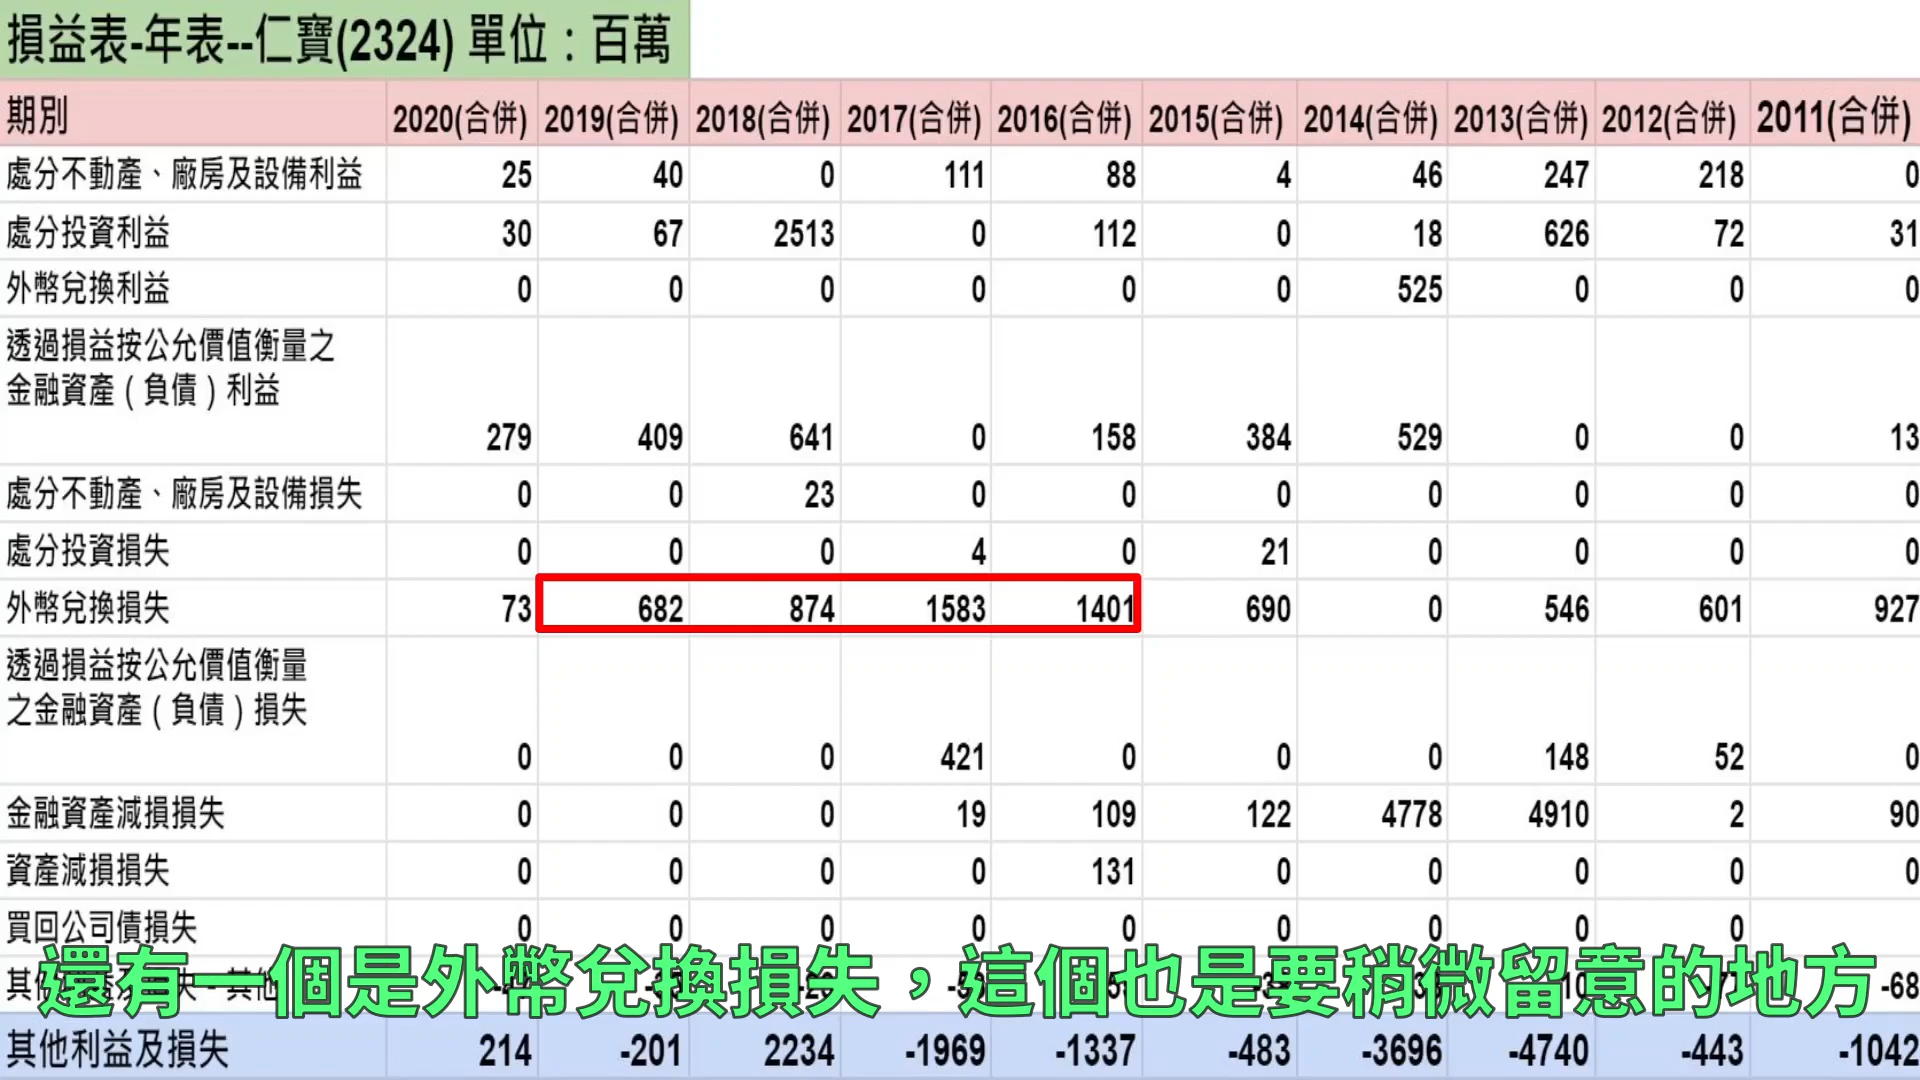 損益表-年表--仁寶(2324) 單位：百萬
期別 2020(合併) 2019(合併) 2018(合併) 2017(合併) 2016(合併) 2015(合併) 2014(合併) 2013(合併) 2012(合併) 2011(合併)
處分不動產、廠房及設備利益 25 40 0 111 88 4 46 247 218 0
處分投資利益 30 67 2513 0 112 0 18 626 72 31
外幣兌換利益 0 0 0 0 0 0 525 0 0 0
透過損益按公允價值衡量之
金融資產（負債）利益
279 409 641 0 158 384 529 0 0 13
處分不動產、廠房及設備損失 0 0 23 0 0 0 0 0 0 0
處分投資損失 0 0 0 4 0 21 0 0 0 0
外幣兌換損失 73 682 874 1583 1401 690 0 546 601 927
透過損益按公允價值衡量
之金融資產（負債）損失
0 0 0 421 0 0 0 148 52 0
金融資產減損損失 0 0 0 19 109 122 4778 4910 2 90
資產減損損失 0 0 0 0 131 0 0 0 0 0
買回公司債損失 0 0 0 0 0 0 0 0 0
還有一個是外幣兌換損失，這個也是要稍微留意的地方
-68
其他利益及損失 214 -201 2234 -1969 -1337 -483 -3696 -4740 -443 -1042